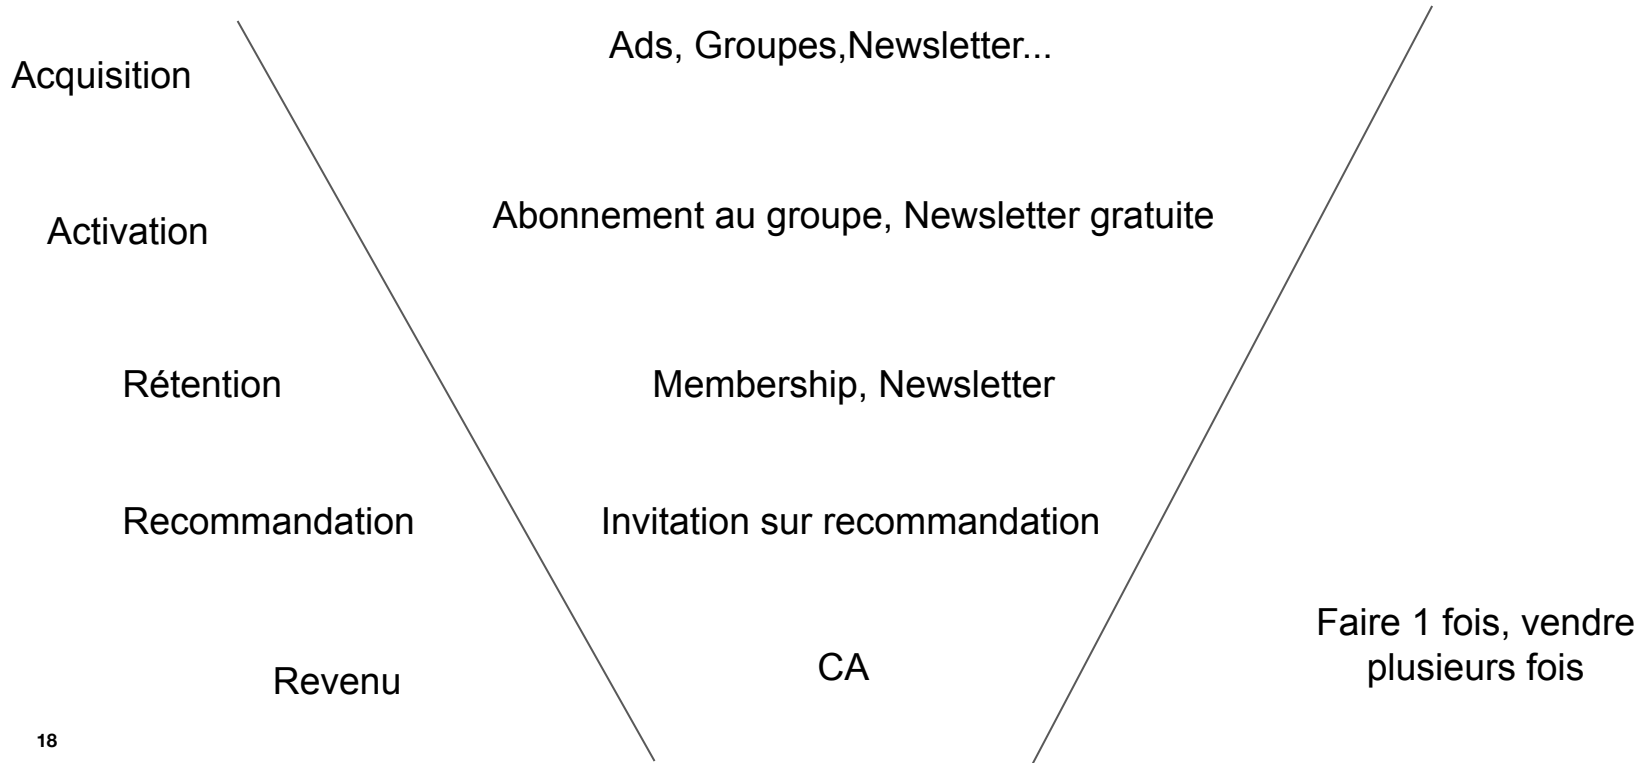 Acquisition
Ads, Groupes,Newsletter...
Activation
Abonnement au groupe, Newsletter gratuite
Rétention
Membership, Newsletter
Recommandation
Invitation sur recommandation
Revenu
CA
Faire 1 fois, vendre
plusieurs fois
18